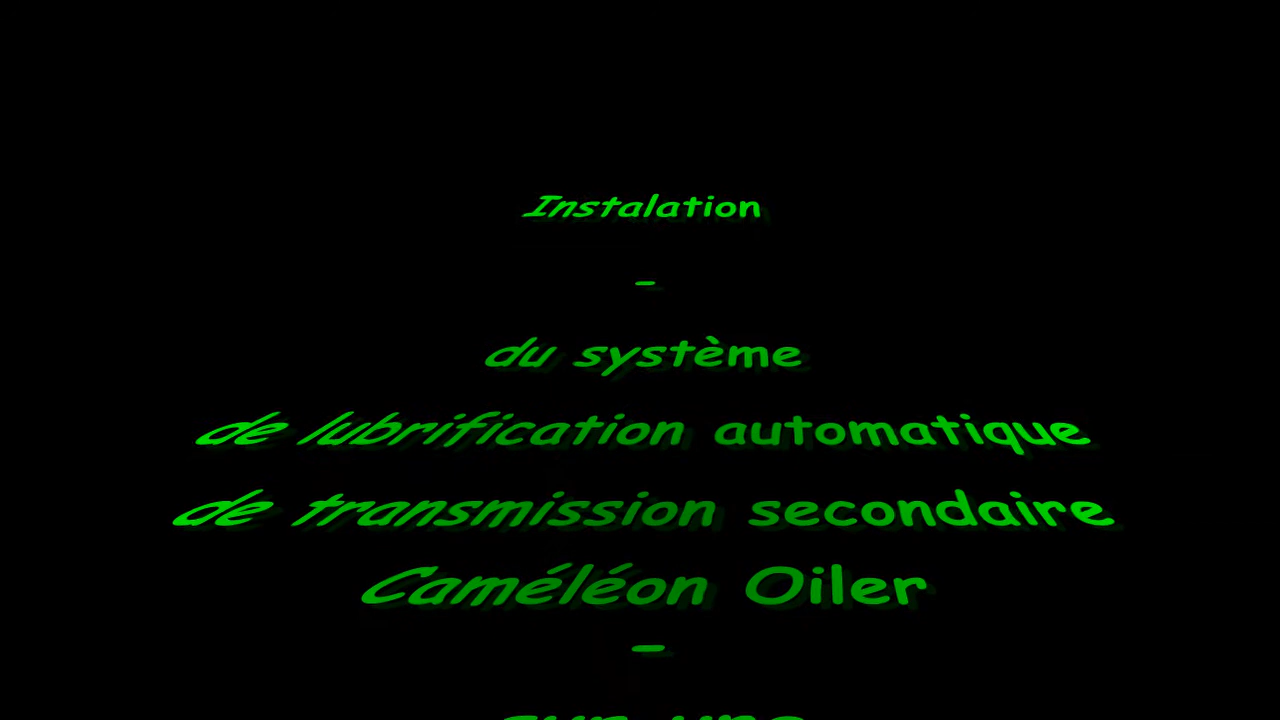 Instalation
-
du système
de lubrification automatique
de transmission secondaire
Caméléon Oiler
-